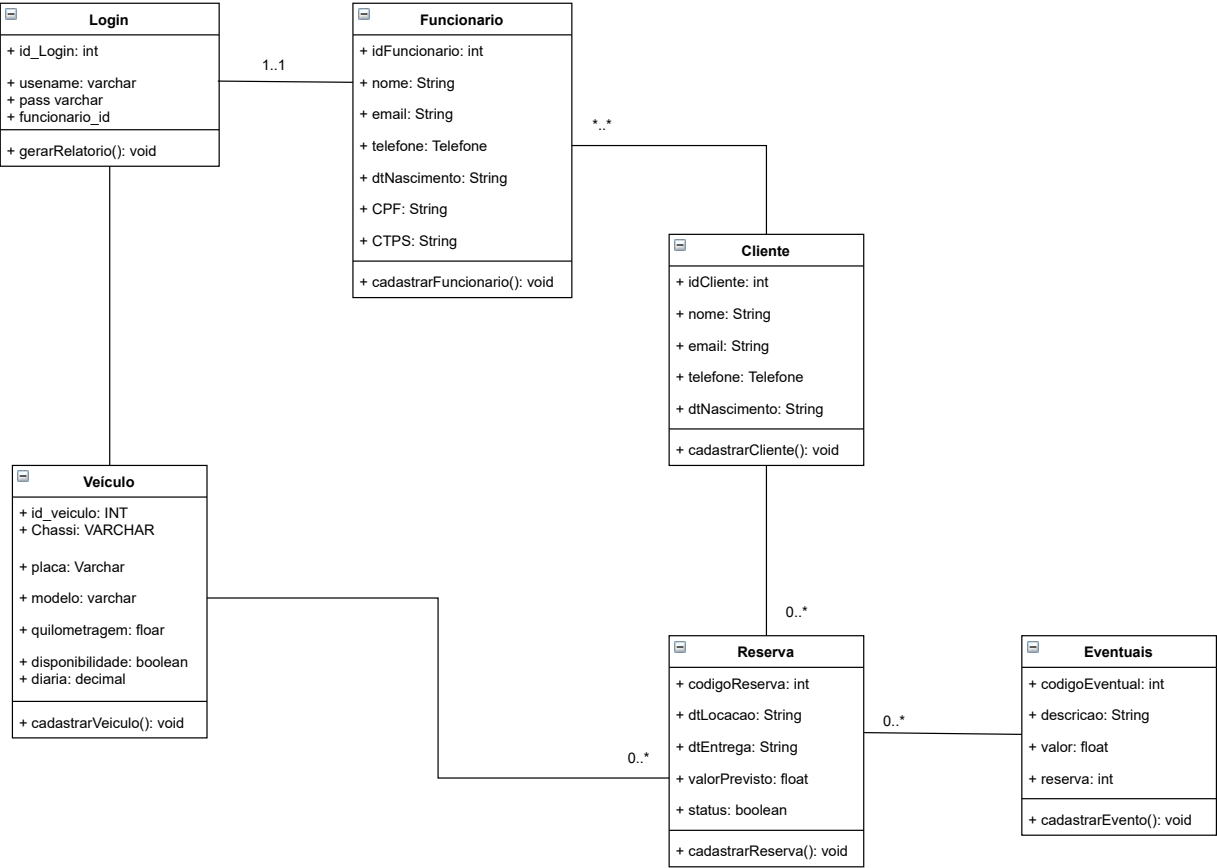 Login
+ id_Login: int
+ usename: varchar
+ pass varchar
+ funcionario_id
+ gerarRelatorio(): void
1..1
Funcionario
+ idFuncionario: int
+ nome: String
+ email: String
+ telefone: Telefone
+ dtNascimento: String
+ CPF: String
+ CTPS: String
+ cadastrarFuncionario(): void
*..*
Cliente
+ idCliente: int
+ nome: String
+ email: String
+ telefone: Telefone
+ dtNascimento: String
+ cadastrarCliente(): void
Veículo
+ id_veiculo: INT
+ Chassi: VARCHAR
+ placa: Varchar
+ modelo: varchar
+ quilometragem: floar
+ disponibilidade: boolean
+ diaria: decimal
+ cadastrarVeiculo(): void
0..*
0..*
Reserva
+ codigoReserva: int
+ dtLocacao: String
+ dtEntrega: String
+ valorPrevisto: float
+ status: boolean
+ cadastrarReserva(): void
0..*
Eventuais
+ codigoEventual: int
+ descricao: String
+ valor: float
+ reserva: int
+ cadastrarEvento(): void